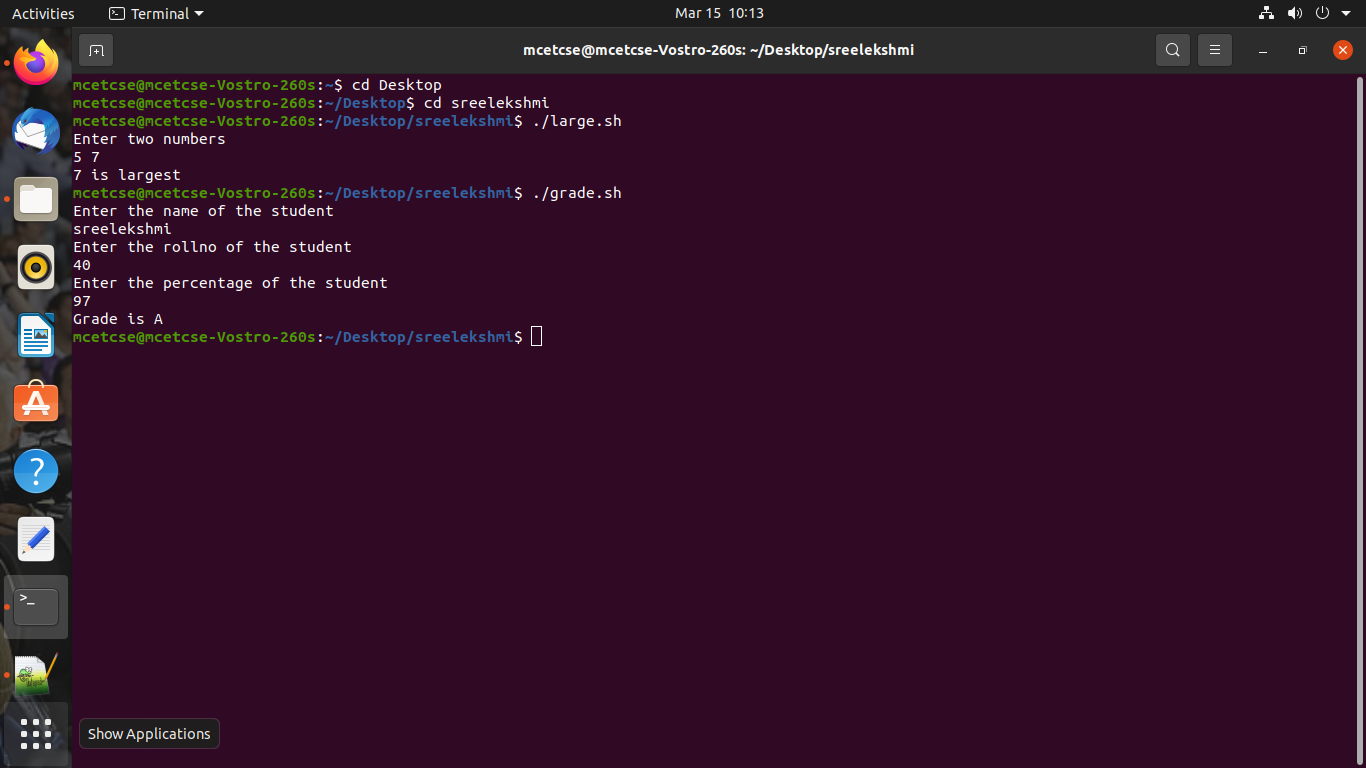 Activities
Terminal
Mar 15 10:13
mcetcse@mcetcse-Vostro-260s: ~/Desktop/sreelekshmi
mcetcse@mcetcse-Vostro-260s:~$ cd Desktop
mcetcse@mcetcse-Vostro-260s:~/Desktop$ cd sreelekshmi
mcetcse@mcetcse-Vostro-260s:~/Desktop/sreelekshmi$ ./large.sh
Enter two numbers
5 7
7 is largest
mcetcse@mcetcse-Vostro-260s:~/Desktop/sreelekshmi$ ./grade.sh
Enter the name of the student
sreelekshmi
Enter the rollno of the student
40
Enter the percentage of the student
97
Grade is A
mcetcse@mcetcse-Vostro-260s:~/Desktop/sreelekshmi$
Show Applications